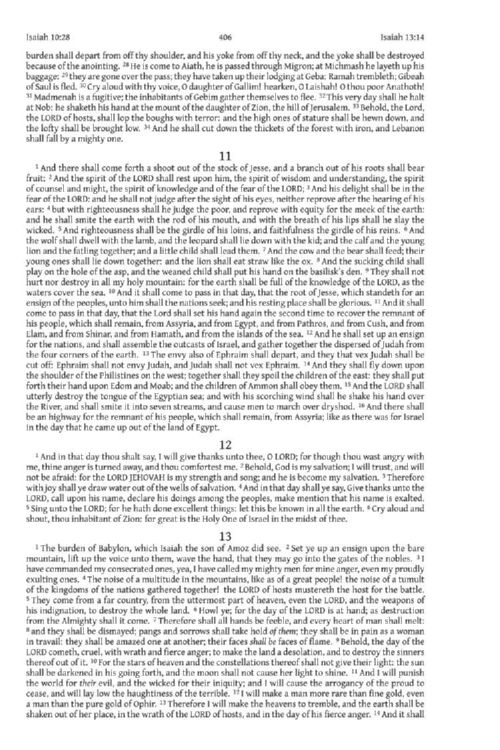 Isaiah 10:28 406 Isaiah 13:14
burden shall depart from off thy shoulder, and his yoke from off thy neck, and the yoke shall be destroyed
because of the anointing. 28 He is come to Aiath, he is passed through Migron; at Michmash he layeth up his
baggage: 29 they are gone over the pass; they have taken up their lodging at Geba: Ramah trembleth; Gibeah
of Saul is fled. 30 Cry aloud with thy voice, O daughter of Gallim! hearken, O Laishah! O thou poor Anathoth!
31 Madmenah is a fugitive; the inhabitants of Gebim gather themselves to flee. 32 This very day shall he halt
at Nob: he shaketh his hand at the mount of the daughter of Zion, the hill of Jerusalem. 33 Behold, the Lord,
the LORD of hosts, shall lop the boughs with terror: and the high ones of stature shall be hewn down, and
the lofty shall be brought low. 34 And he shall cut down the thickets of the forest with iron, and Lebanon
shall fall by a mighty one.
11
1 And there shall come forth a shoot out of the stock of Jesse, and a branch out of his roots shall bear
fruit: 2 And the spirit of the LORD shall rest upon him, the spirit of wisdom and understanding, the spirit
of counsel and might, the spirit of knowledge and of the fear of the LORD; 3 And his delight shall be in the
fear of the LORD: and he shall not judge after the sight of his eyes, neither reprove after the hearing of his
ears: 4 but with righteousness shall he judge the poor, and reprove with equity for the meek of the earth:
and he shall smite the earth with the rod of his mouth, and with the breath of his lips shall he slay the
wicked. 5 And righteousness shall be the girdle of his loins, and faithfulness the girdle of his reins. 6 And
the wolf shall dwell with the lamb, and the leopard shall lie down with the kid; and the calf and the young
lion and the fatling together; and a little child shall lead them. 7 And the cow and the bear shall feed; their
young ones shall lie down together: and the lion shall eat straw like the ox. 8 And the sucking child shall
play on the hole of the asp, and the weaned child shall put his hand on the basilisk's den. 9 They shall not
hurt nor destroy in all my holy mountain: for the earth shall be full of the knowledge of the LORD, as the
waters cover the sea. 10 And it shall come to pass in that day, that the root of Jesse, which standeth for an
ensign of the peoples, unto him shall the nations seek; and his resting place shall be glorious. 11 And it shall
come to pass in that day, that the Lord shall set his hand again the second time to recover the remnant of
his people, which shall remain, from Assyria, and from Egypt, and from Pathros, and from Cush, and from
Elam, and from Shinar, and from Hamath, and from the islands of the sea. 12 And he shall set up an ensign
for the nations, and shall assemble the outcasts of Israel, and gather together the dispersed of Judah from
the four corners of the earth. 13 The envy also of Ephraim shall depart, and they that vex Judah shall be
cut off: Ephraim shall not envy Judah, and Judah shall not vex Ephraim. 14 And they shall fly down upon
the shoulder of the Philistines on the west; together shall they spoil the children of the east: they shall put
forth their hand upon Edom and Moab; and the children of Ammon shall obey them. 15 And the LORD shall
utterly destroy the tongue of the Egyptian sea; and with his scorching wind shall he shake his hand over
the River, and shall smite it into seven streams, and cause men to march over dryshod. 16 And there shall
be an highway for the remnant of his people, which shall remain, from Assyria; like as there was for Israel
in the day that he came up out of the land of Egypt.
12
1 And in that day thou shalt say, I will give thanks unto thee, O LORD; for though thou wast angry with
me, thine anger is turned away, and thou comfortest me. 2 Behold, God is my salvation; I will trust, and will
not be afraid: for the LORD JEHOVAH is my strength and song; and he is become my salvation. 3 Therefore
with joy shall ye draw water out of the wells of salvation. 4 And in that day shall ye say, Give thanks unto the
LORD, call upon his name, declare his doings among the peoples, make mention that his name is exalted.
5 Sing unto the LORD; for he hath done excellent things: let this be known in all the earth. 6 Cry aloud and
shout, thou inhabitant of Zion: for great is the Holy One of Israel in the midst of thee.
13
1 The burden of Babylon, which Isaiah the son of Amoz did see. 2 Set ye up an ensign upon the bare
mountain, lift up the voice unto them, wave the hand, that they may go into the gates of the nobles. 3 I
have commanded my consecrated ones, yea, I have called my mighty men for mine anger, even my proudly
exulting ones. 4 The noise of a multitude in the mountains, like as of a great people! the noise of a tumult
of the kingdoms of the nations gathered together! the LORD of hosts mustereth the host for the battle.
5 They come from a far country, from the uttermost part of heaven, even the LORD, and the weapons of
his indignation, to destroy the whole land. 6 Howl ye; for the day of the LORD is at hand; as destruction
from the Almighty shall it come. 7 Therefore shall all hands be feeble, and every heart of man shall melt:
8 and they shall be dismayed; pangs and sorrows shall take hold of them; they shall be in pain as a woman
in travail: they shall be amazed one at another; their faces shall be faces of flame. 9 Behold, the day of the
LORD cometh, cruel, with wrath and fierce anger; to make the land a desolation, and to destroy the sinners
thereof out of it. 10 For the stars of heaven and the constellations thereof shall not give their light: the sun
shall be darkened in his going forth, and the moon shall not cause her light to shine. 11 And I will punish
the world for their evil, and the wicked for their iniquity; and I will cause the arrogancy of the proud to
cease, and will lay low the haughtiness of the terrible. 12 I will make a man more rare than fine gold, even
a man than the pure gold of Ophir. 13 Therefore I will make the heavens to tremble, and the earth shall be
shaken out of her place, in the wrath of the LORD of hosts, and in the day of his fierce anger. 14 And it shall